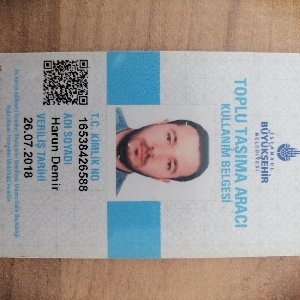 İSTANBUL
BÜYÜKŞEHİR
BELEDİYESİ
TOPLU TAŞIMA ARACI
KULLANIM BELGESİ
T.C. KİMLİK NO
16538426588
ADI SOYADI
Harun Demir
VERİLİŞ TARİHİ
26.07.2018